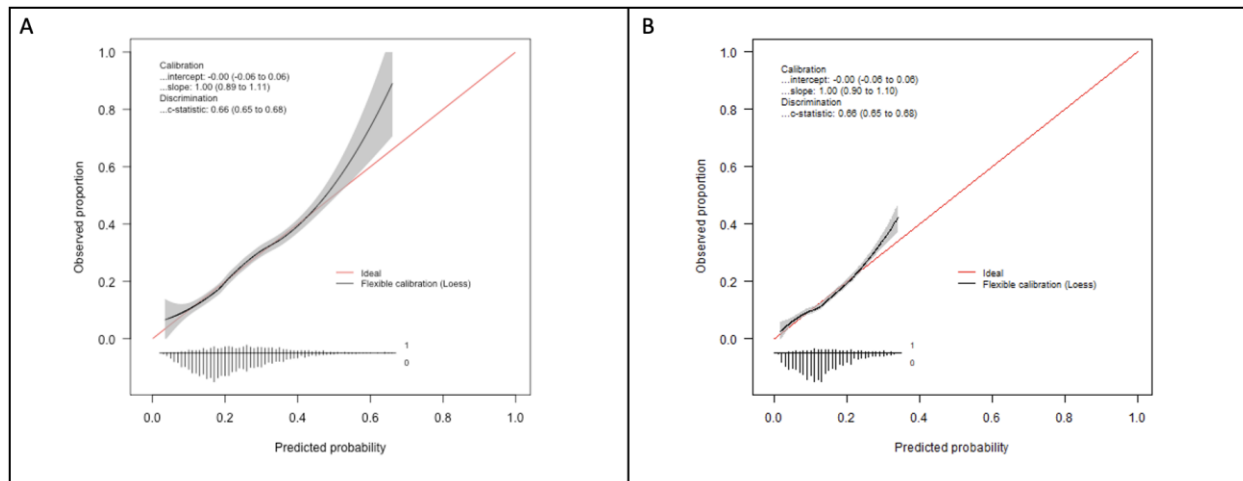 A
Calibration
...intercept: -0.00 (-0.06 to 0.06)
...slope: 1.00 (0.89 to 1.11)
Discrimination
...c-statistic: 0.66 (0.65 to 0.68)
Observed proportion
1.0
0.8
0.6
0.4
0.2
0.0
Ideal
Flexible calibration (Loess)
1
0
0.0 0.2 0.4 0.6 0.8 1.0
Predicted probability
B
Calibration
...intercept: -0.00 (-0.06 to 0.06)
...slope: 1.00 (0.90 to 1.10)
Discrimination
...c-statistic: 0.66 (0.65 to 0.68)
Observed proportion
1.0
0.8
0.6
0.4
0.2
0.0
Ideal
Flexible calibration (Loess)
1
0
0.0 0.2 0.4 0.6 0.8 1.0
Predicted probability